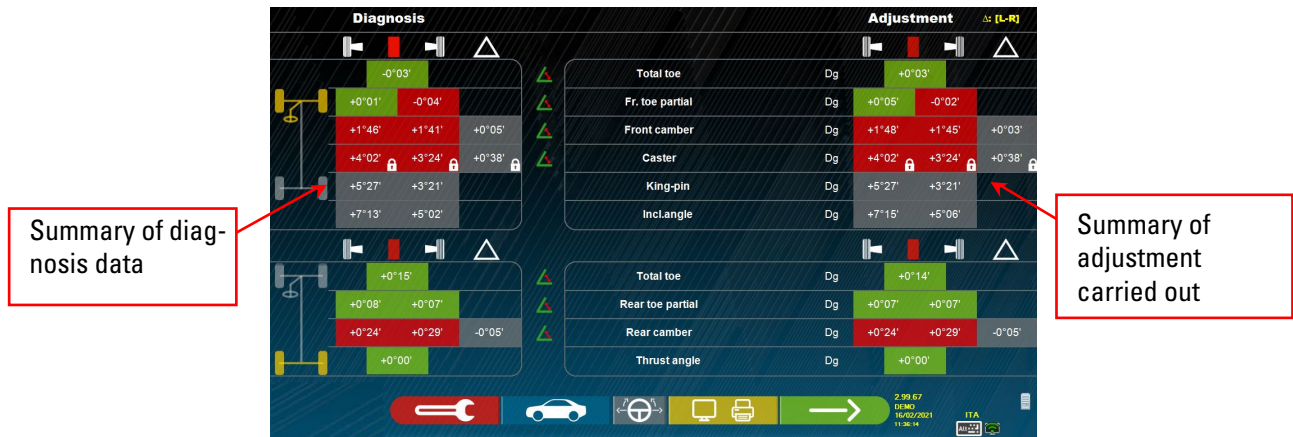 Diagnosis Adjustment Δ: [L-R]
-0°03' Total toe Dg +0°03'
+0°01' -0°04' Fr. toe partial Dg +0°05' -0°02'
+1°46' +1°41' +0°05' Front camber Dg +1°48' +1°45' +0°03'
+4°02' +3°24' +0°38' Caster Dg +4°02' +3°24' +0°38'
+5°27' +3°21' King-pin Dg +5°27' +3°21'
+7°13' +5°02' Incl.angle Dg +7°15' +5°06'
Summary of diag-
nosis data
Summary of
adjustment
carried out
+0°15' Total toe Dg +0°14'
+0°08' +0°07' Rear toe partial Dg +0°07' +0°07'
+0°24' +0°29' -0°05' Rear camber Dg +0°24' +0°29' -0°05'
+0°00' Thrust angle Dg +0°00'
2.99.67
DEMO
16/02/2021 ITA
11:36:14
Alt